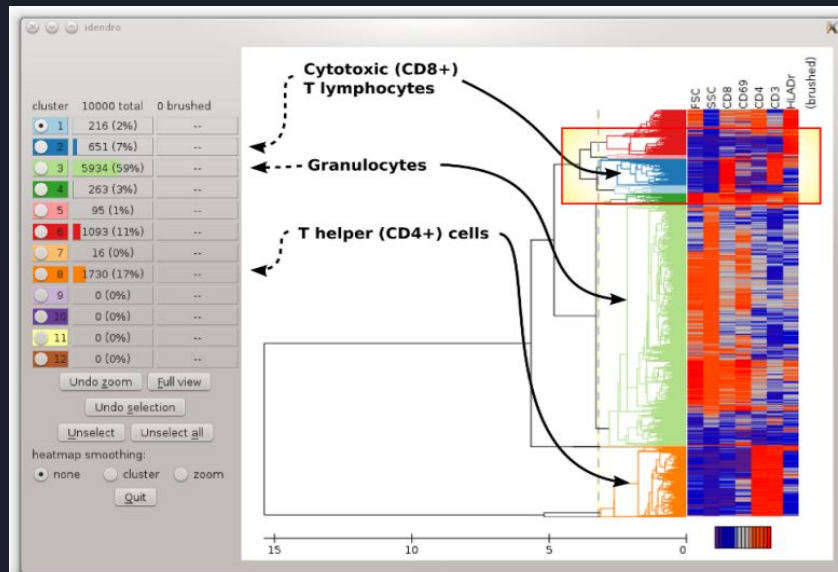 idendro
cluster 10000 total 0 brushed
1 216 (2%) --
2 651 (7%) --
3 5934 (59%) --
4 263 (3%) --
5 95 (1%) --
6 1093 (11%) --
7 16 (0%) --
8 1730 (17%) --
9 0 (0%) --
10 0 (0%) --
11 0 (0%) --
12 0 (0%) --
Undo zoom Full view
Undo selection
Unselect Unselect all
heatmap smoothing:
none cluster zoom
Quit
Cytotoxic (CD8+)
T lymphocytes
Granulocytes
T helper (CD4+) cells
FSC
SSC
CD8
CD69
CD4
CD3
HLADr
(brushed)
15 10 5 0